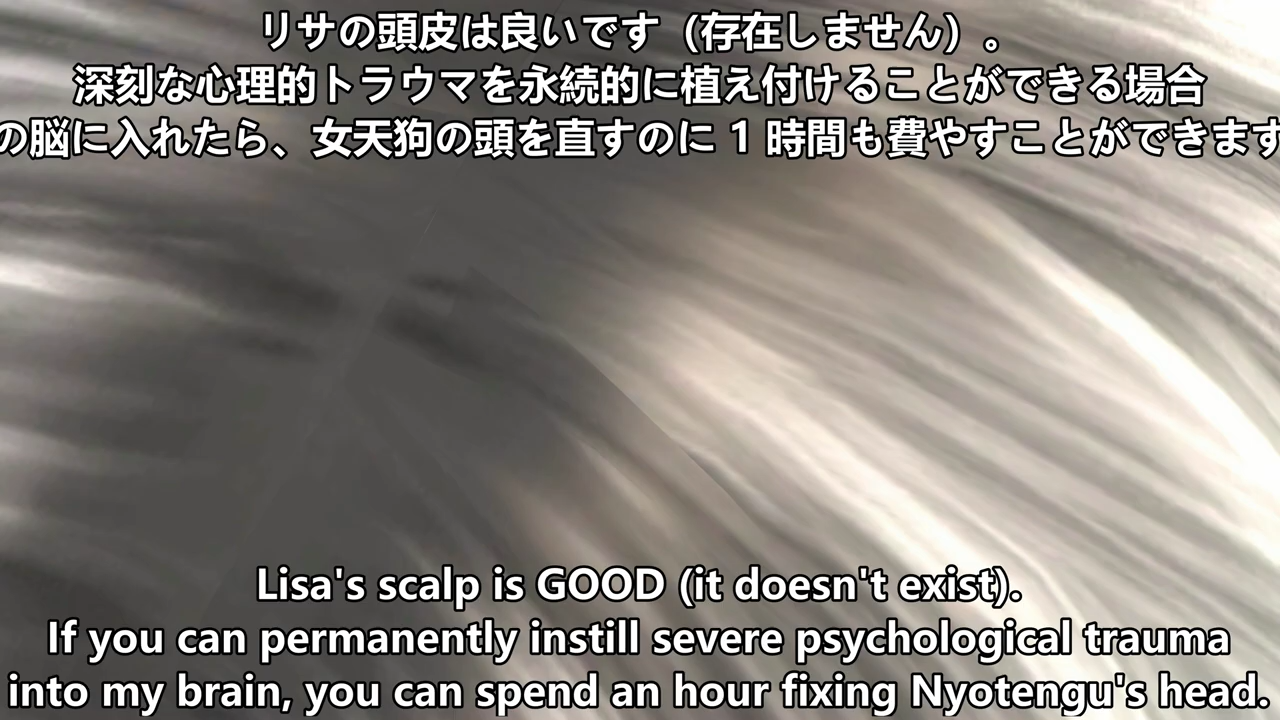 リサの頭皮は良いです（存在しません）。
深刻な心理的トラウマを永続的に植え付けることができる場合
の脳に入れたら、女天狗の頭を直すのに 1 時間も費やすことができます
Lisa's scalp is GOOD (it doesn't exist).
If you can permanently instill severe psychological trauma
into my brain, you can spend an hour fixing Nyotengu's head.